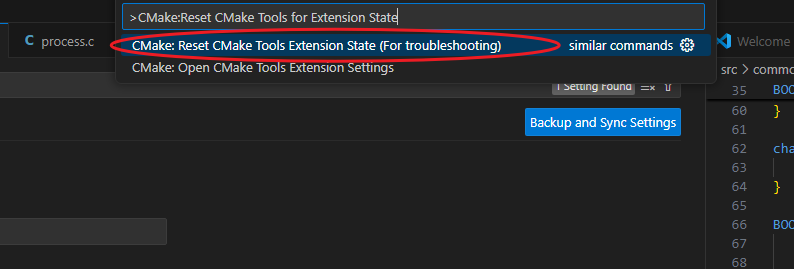 >CMake:Reset CMake Tools for Extension State
process.c
CMake: Reset CMake Tools Extension State (For troubleshooting)
similar commands
Welcome
CMake: Open CMake Tools Extension Settings
src > commo
1 Setting Found
35 BOO
60 }
Backup and Sync Settings
61
62 cha
63
64 }
65
66 BOO
67
68